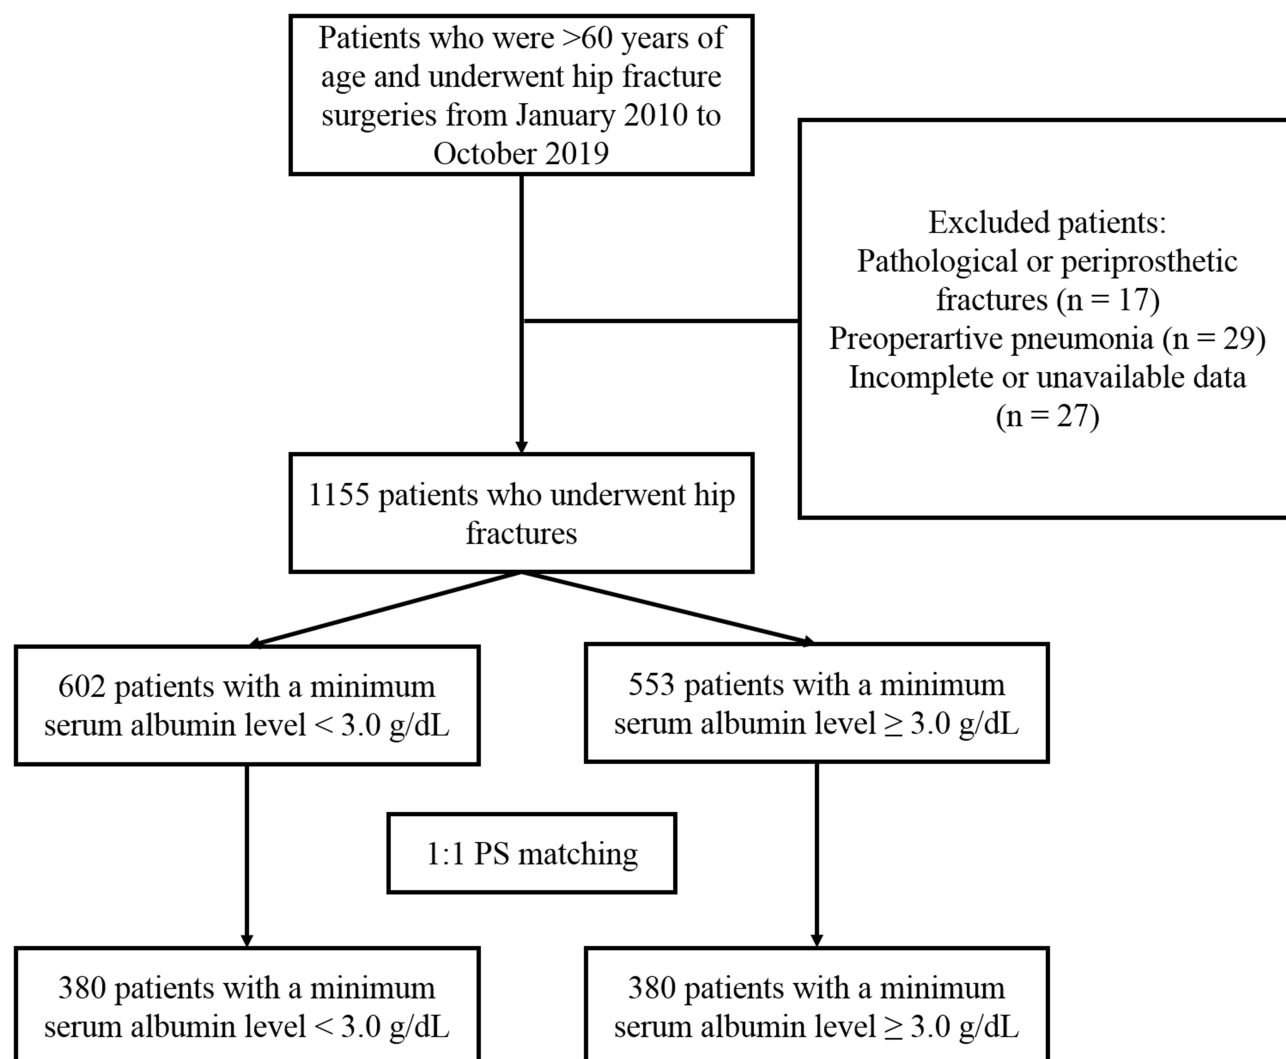 Patients who were >60 years of
age and underwent hip fracture
surgeries from January 2010 to
October 2019
Excluded patients:
Pathological or periprosthetic
fractures (n = 17)
Preoperartive pneumonia (n = 29)
Incomplete or unavailable data
(n = 27)
1155 patients who underwent hip
fractures
602 patients with a minimum
serum albumin level < 3.0 g/dL
553 patients with a minimum
serum albumin level ≥ 3.0 g/dL
1:1 PS matching
380 patients with a minimum
serum albumin level < 3.0 g/dL
380 patients with a minimum
serum albumin level ≥ 3.0 g/dL